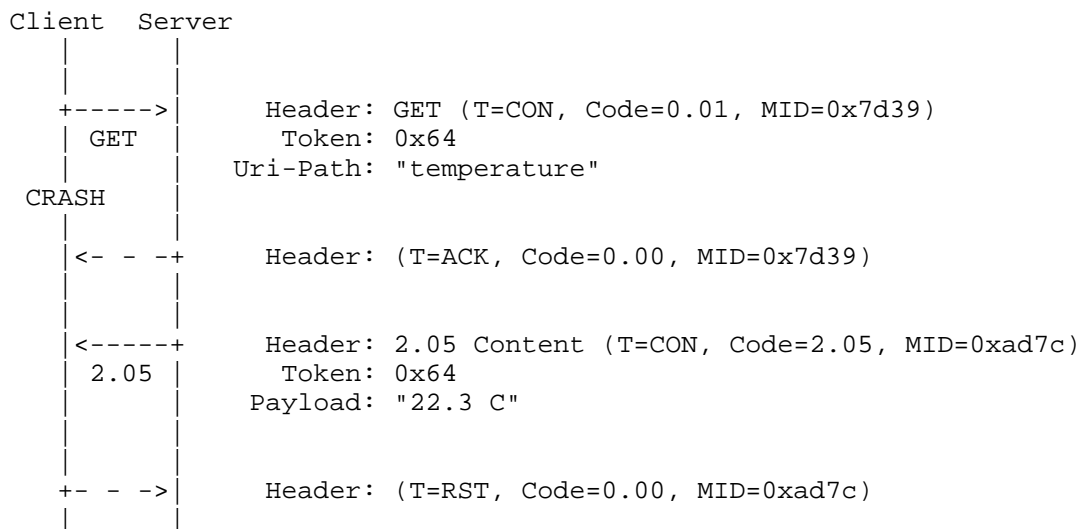 Client  Server
   |      |
   |      |
   +----->|     Header: GET (T=CON, Code=0.01, MID=0x7d39)
   | GET  |      Token: 0x64
   |      |   Uri-Path: "temperature"
 CRASH    |
   |      |
   |<- - -+     Header: (T=ACK, Code=0.00, MID=0x7d39)
   |      |
   |      |
   |<-----+     Header: 2.05 Content (T=CON, Code=2.05, MID=0xad7c)
   | 2.05 |      Token: 0x64
   |      |    Payload: "22.3 C"
   |      |
   |      |
   +- - ->|     Header: (T=RST, Code=0.00, MID=0xad7c)
   |      |